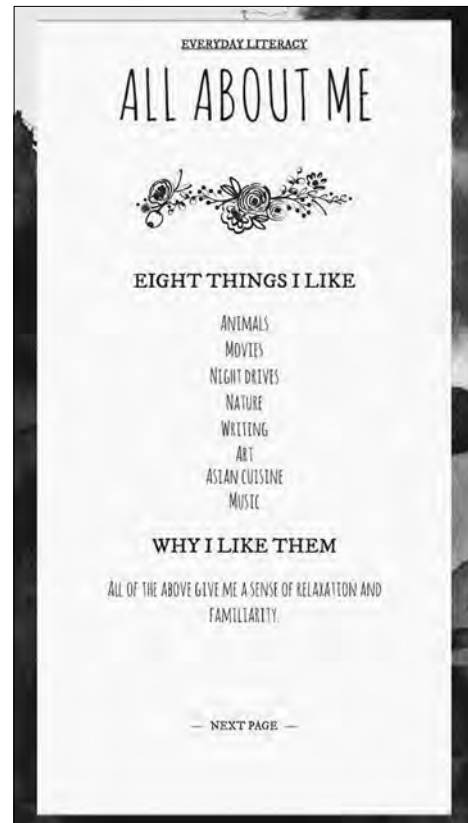 EVERYDAY LITERACY
ALL ABOUT ME
EIGHT THINGS I LIKE
ANIMALS
MOVIES
NIGHT DRIVES
NATURE
WRITING
ART
ASIAN CUISINE
MUSIC
WHY I LIKE THEM
ALL OF THE ABOVE GIVE ME A SENSE OF RELAXATION AND
FAMILIARITY.
— NEXT PAGE —